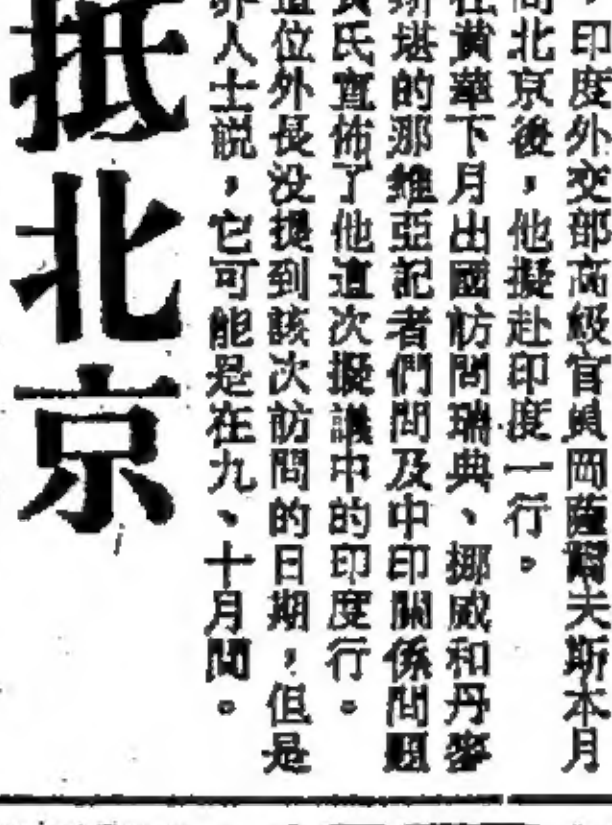 ，印度外交部高級官員岡薩爾夫斯本月
問北京後，他擬赴印度一行。
在黃華下月出國訪問瑞典、挪威和丹麥
斯堪的那維亞記者們問及中印關係問題
氏宣佈了他這次擬議中的印度行。
這位外長没提到該次訪問的日期，但是
界人士説，它可能是在九、十月間。
抵北京